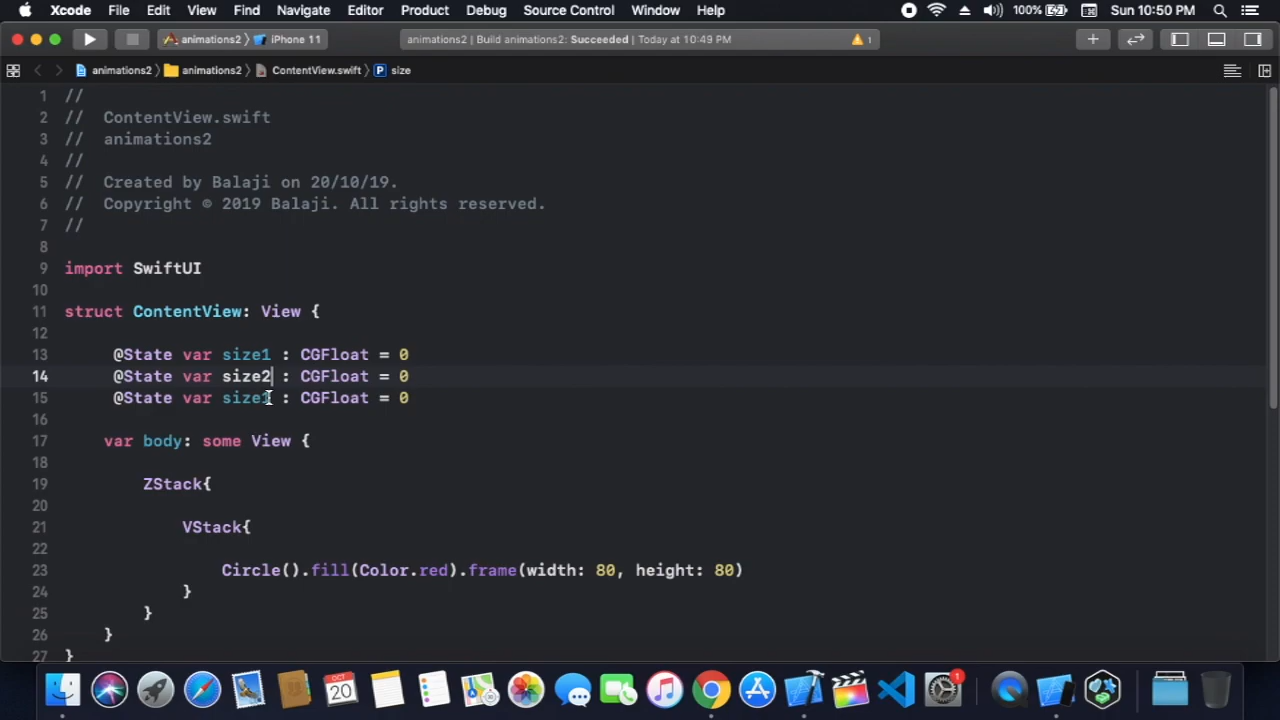 Xcode File Edit View Find Navigate Editor Product Debug Source Control Window Help 100% Sun 10:50 PM
animations2 〉 iPhone 11 animations2 | Build animations2: Succeeded | Today at 10:49 PM 1
animations2 〉 animations2 〉 ContentView.swift 〉 P size
1 //
2 // ContentView.swift
3 // animations2
4 //
5 // Created by Balaji on 20/10/19.
6 // Copyright © 2019 Balaji. All rights reserved.
7 //
8
9 import SwiftUI
10
11 struct ContentView: View {
12
13 @State var size1 : CGFloat = 0
14 @State var size2 : CGFloat = 0
15 @State var size1 : CGFloat = 0
16
17 var body: some View {
18
19 ZStack{
20
21 VStack{
22
23 Circle().fill(Color.red).frame(width: 80, height: 80)
24 }
25 }
26 }
27 }
OCT
20
1